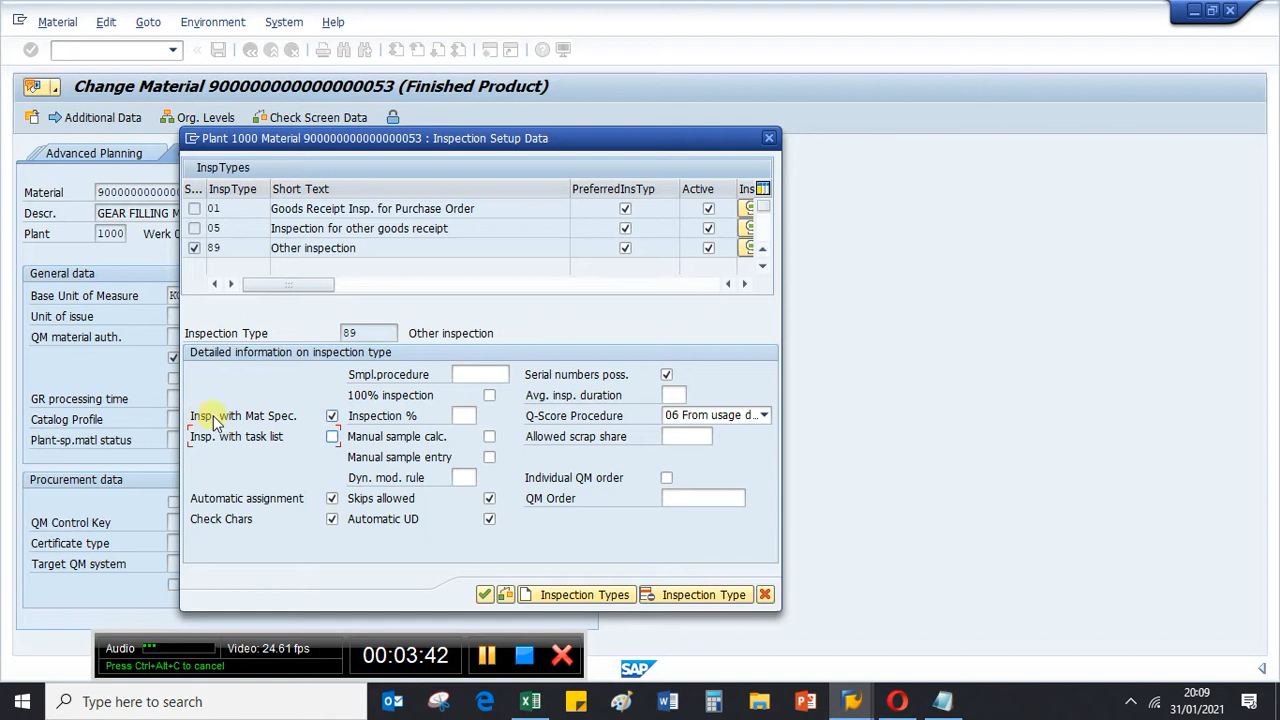 Material Edit Goto Environment System Help
Change Material 900000000000000053 (Finished Product)
Additional Data Org. Levels Check Screen Data
Plant 1000 Material 900000000000000053 : Inspection Setup Data
Advanced Planning
InspTypes
S... InspType Short Text PreferredInsTyp Active Ins
01 Goods Receipt Insp. for Purchase Order
05 Inspection for other goods receipt
89 Other inspection
Material 9000000000000
Descr. GEAR FILLING M
Plant 1000 Werk 0
General data
Base Unit of Measure
Unit of issue
QM material auth.
GR processing time
Catalog Profile
Plant-sp.matl status
Procurement data
QM Control Key
Certificate type
Target QM system
Inspection Type 89 Other inspection
Detailed information on inspection type
Smpl.procedure Serial numbers poss.
100% inspection Avg. insp. duration
Insp. with Mat Spec. Inspection % Q-Score Procedure 06 From usage d...
Insp. with task list Manual sample calc. Allowed scrap share
Manual sample entry
Dyn. mod. rule Individual QM order
Automatic assignment Skips allowed QM Order
Check Chars Automatic UD
Inspection Types Inspection Type
Audio Video: 24.61 fps 00:03:42
Press Ctrl+Alt+C to cancel
SAP
Type here to search
20:09
31/01/2021